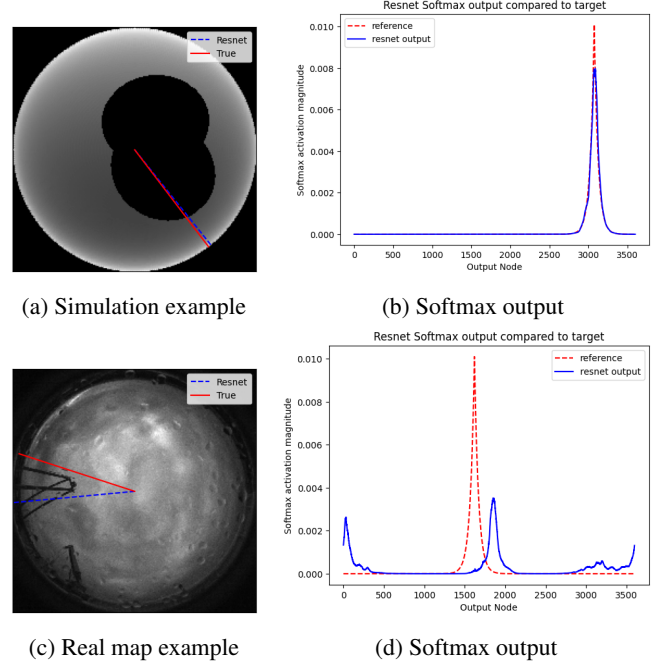 Resnet
True
(a) Simulation example
Resnet Softmax output compared to target
reference
resnet output
Softmax activation magnitude
0.010
0.008
0.006
0.004
0.002
0.000
0 500 1000 1500 2000 2500 3000 3500
Output Node
(b) Softmax output
Resnet
True
(c) Real map example
Resnet Softmax output compared to target
reference
resnet output
Softmax activation magnitude
0.010
0.008
0.006
0.004
0.002
0.000
0 500 1000 1500 2000 2500 3000 3500
Output Node
(d) Softmax output